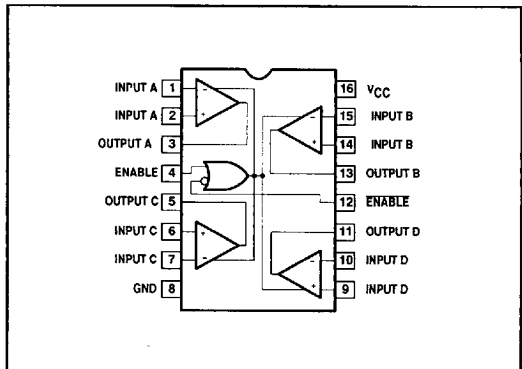 INPUT A 1
INPUT A 2
OUTPUT A 3
ENABLE 4
OUTPUT C 5
INPUT C 6
INPUT C 7
GND 8
16 VCC
15 INPUT B
14 INPUT B
13 OUTPUT B
12 ENABLE
11 OUTPUT D
10 INPUT D
9 INPUT D